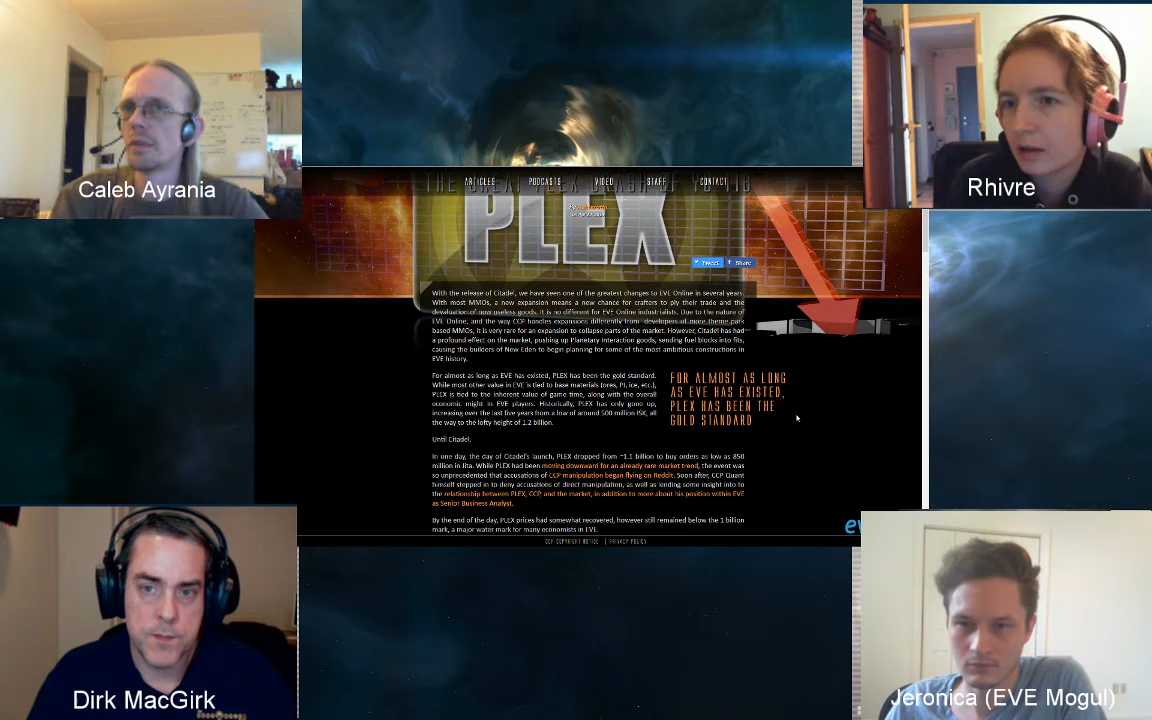 Caleb Ayrania
Rhivre
ARTICLES PODCASTS VIDEO STAFF CONTACT
THE GREAT PLEX CRASH OF
PLEX
Tweet Share
With the release of Citadel, we have seen one of the greatest changes to EVE Online in several years.
With most MMOs, a new expansion means a new chance for crafters to ply their trade and the
devaluation of now useless goods. It is no different for EVE Online industrialists. Due to the nature of
EVE Online, and the way CCP handles expansions differently from developers of more theme park
based MMOs, it is very rare for an expansion to collapse parts of the market. However, Citadel has had
a profound effect on the market, pushing up Planetary Interaction goods, sending fuel blocks into fits,
causing the builders of New Eden to begin planning for some of the most ambitious constructions in
EVE history.
For almost as long as EVE has existed, PLEX has been the gold standard.
While most other value in EVE is tied to base materials (ores, PI, ice, etc.),
PLEX is tied to the inherent value of game time, along with the overall
economic might in EVE players. Historically, PLEX has only gone up,
increasing over the last five years from a low of around 500 million ISK, all
the way to the lofty height of 1.2 billion.
FOR ALMOST AS LONG
AS EVE HAS EXISTED,
PLEX HAS BEEN THE
GOLD STANDARD
Until Citadel.
In one day, the day of Citadel's launch, PLEX dropped from ~1.1 billion to buy orders as low as 850
million in Jita. While PLEX had been moving downward for an already rare market trend, the event was
so unprecedented that accusations of CCP manipulation began flying on Reddit. Soon after, CCP Quant
himself stepped in to deny accusations of direct manipulation, as well as lending some insight into to
the relationship between PLEX, CCP, and the market, in addition to more about his position within EVE
as Senior Business Analyst.
By the end of the day, PLEX prices had somewhat recovered, however still remained below the 1 billion
mark, a major water mark for many economists in EVE.
CCP COPYRIGHT NOTICE | PRIVACY POLICY
Dirk MacGirk
Jeronica (EVE Mogul)